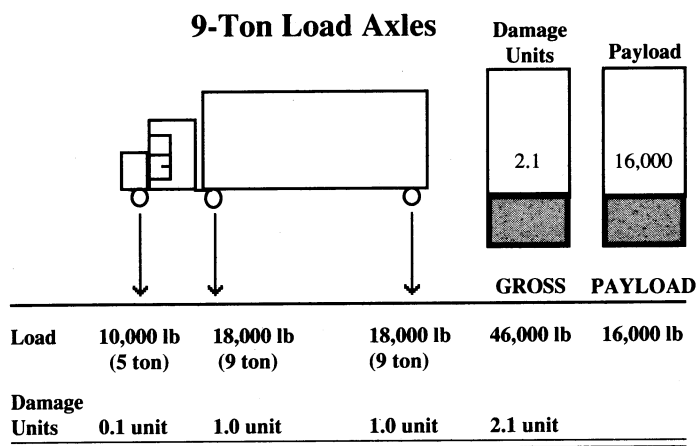 9-Ton Load Axles
Damage
Units
Payload
2.1
16,000
GROSS PAYLOAD
Load 10,000 lb 18,000 lb 18,000 lb 46,000 lb 16,000 lb
(5 ton) (9 ton) (9 ton)
Damage
Units 0.1 unit 1.0 unit 1.0 unit 2.1 unit